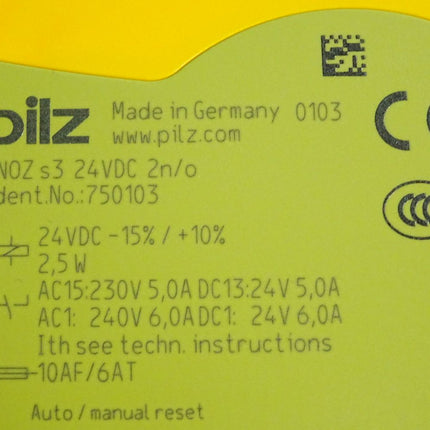 pilz Made in Germany 0103
www.pilz.com
NOZ s3 24VDC 2n/o
dent.No.:750103
24VDC -15% / +10%
2,5W
AC15:230V 5,0A DC13:24V 5,0A
AC1: 240V 6,0A DC1: 24V 6,0A
Ith see techn. instructions
10AF/6AT
Auto/manual reset